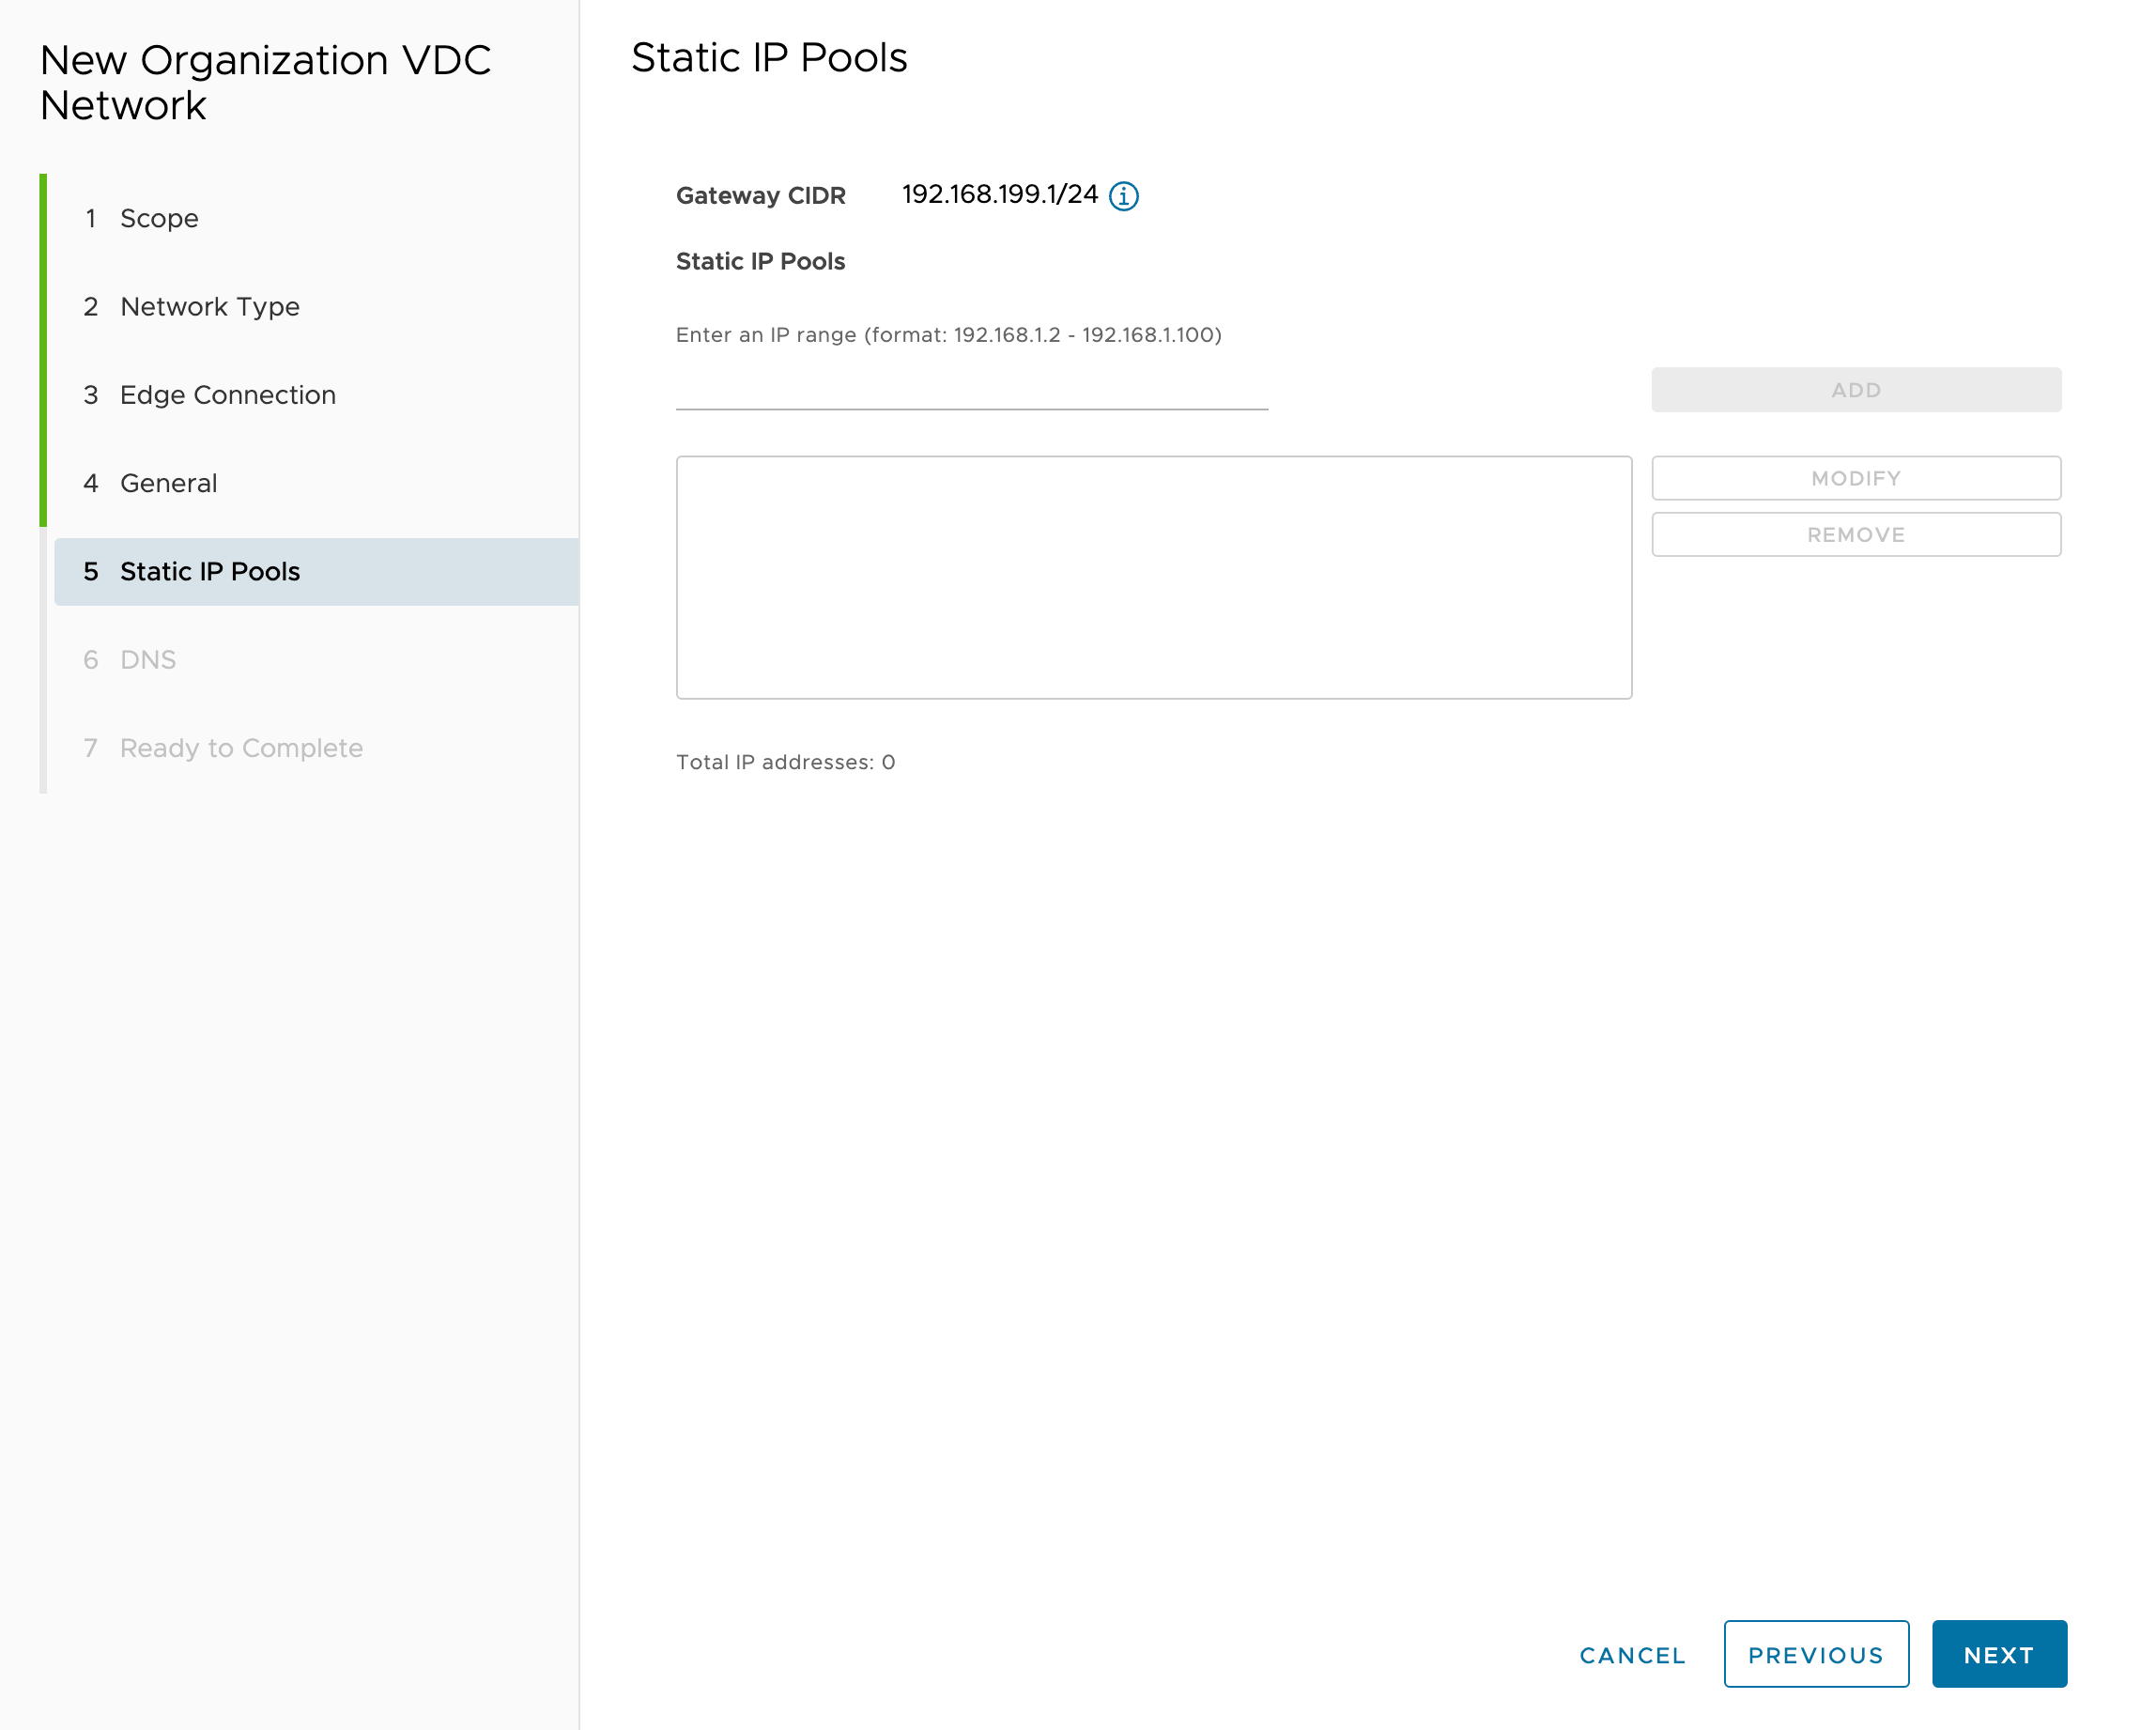 New Organization VDC
Network
1 Scope
2 Network Type
3 Edge Connection
4 General
5 Static IP Pools
6 DNS
7 Ready to Complete
Static IP Pools
Gateway CIDR 192.168.199.1/24
Static IP Pools
Enter an IP range (format: 192.168.1.2 - 192.168.1.100)
ADD
MODIFY
REMOVE
Total IP addresses: 0
CANCEL PREVIOUS NEXT